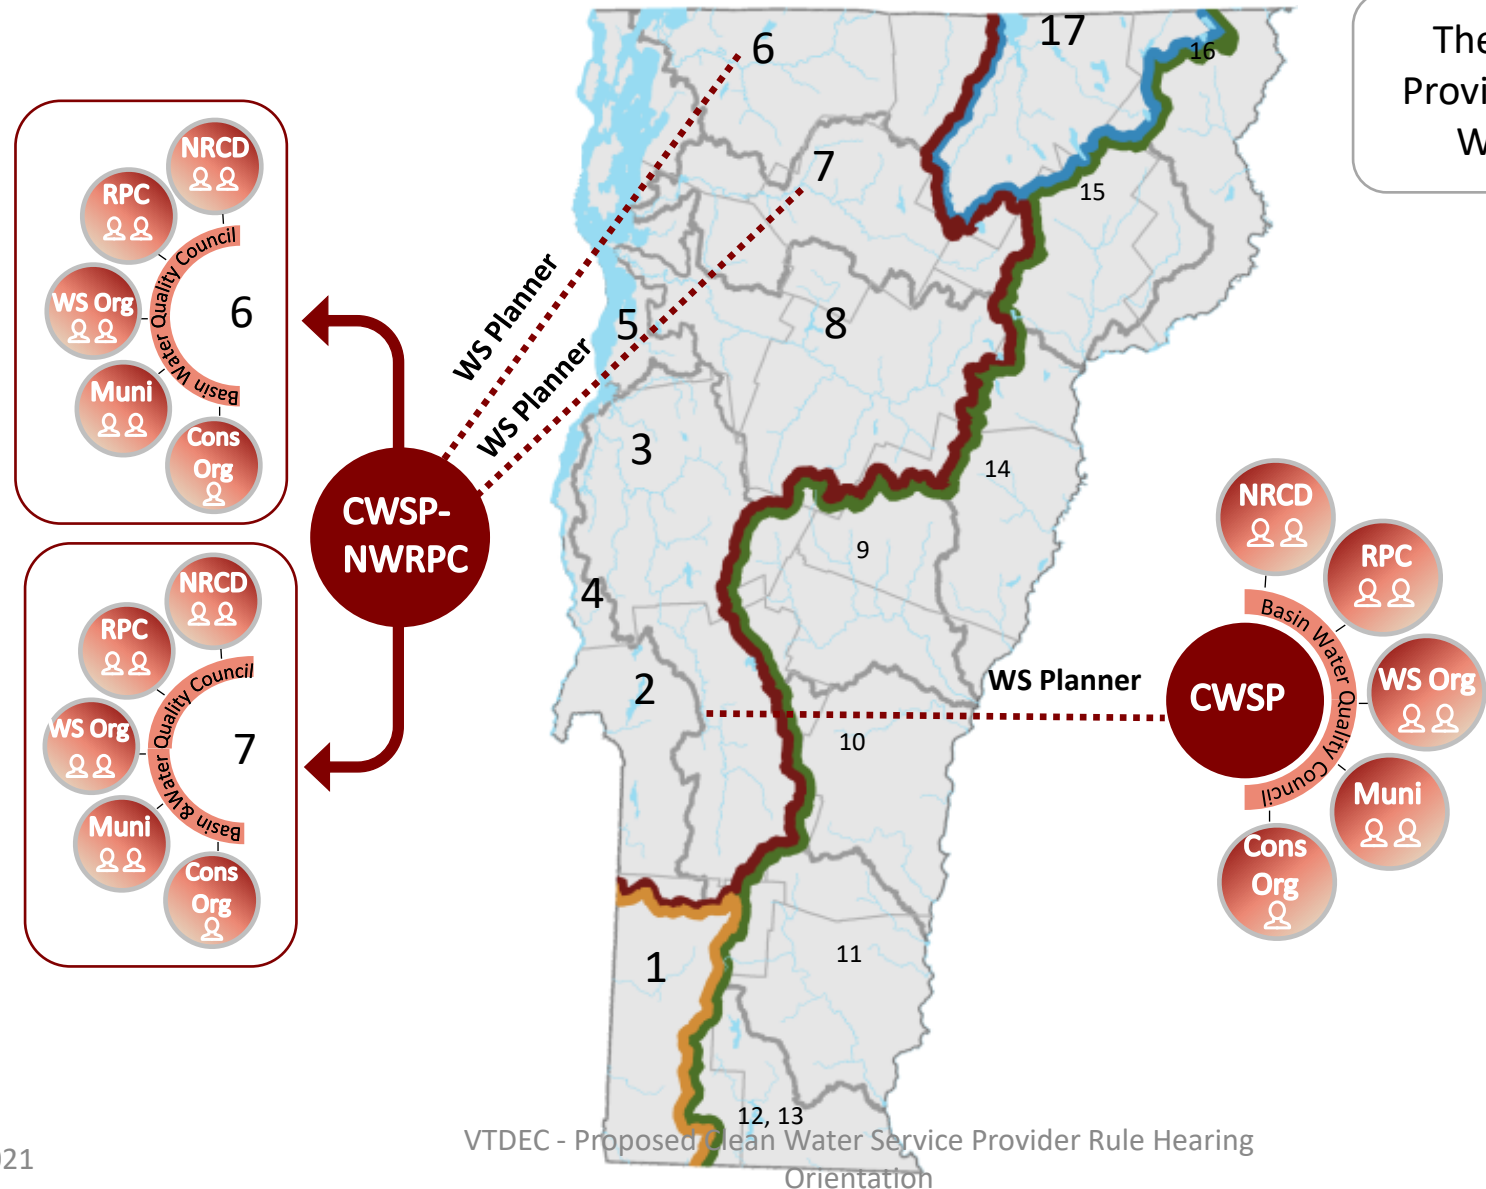 The
Provi
W
NRCD
RPC
WS Org
Muni
Cons
Org
Basin Water Quality Council
6
NRCD
RPC
WS Org
Muni
Cons
Org
Basin &Water Quality Council
7
CWSP-
NWRPC
WS Planner
WS Planner
6
17
16
7
15
5
8
3
14
9
4
2
10
1
11
12, 13
WS Planner
CWSP
NRCD
RPC
WS Org
Muni
Cons
Org
Basin Water Quality Council
021
VTDEC - Proposed Clean Water Service Provider Rule Hearing
Orientation